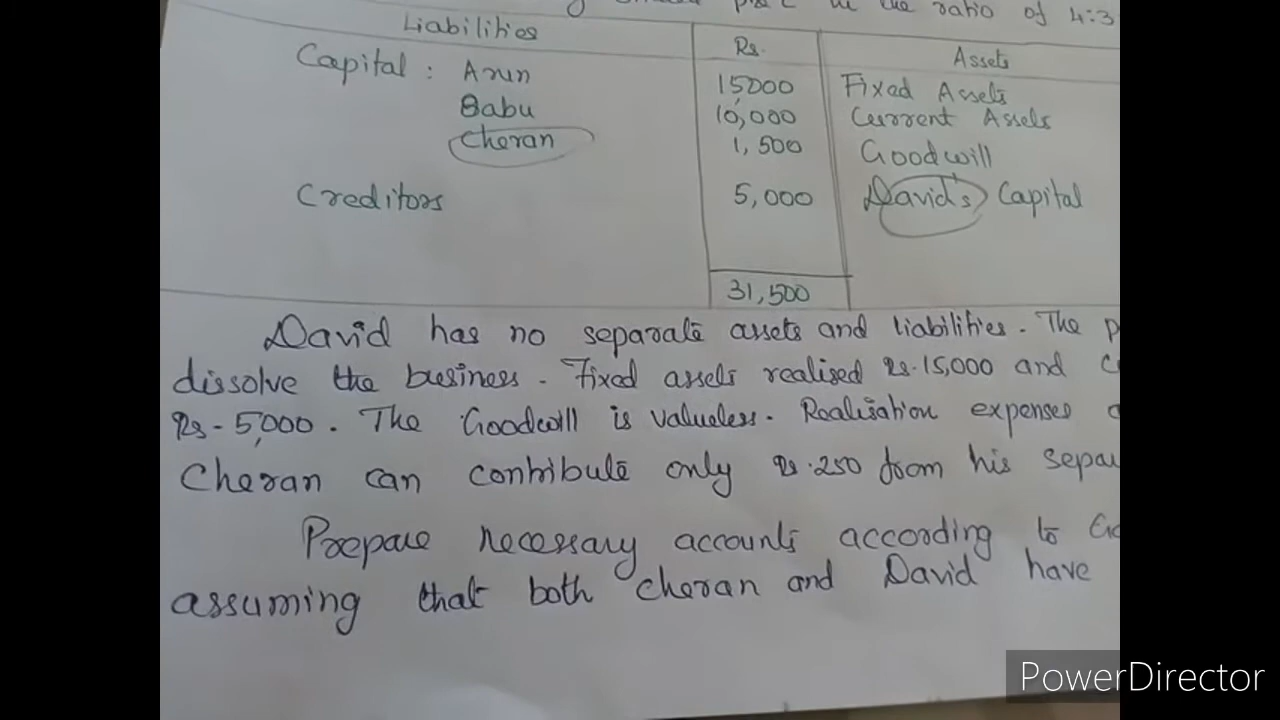 in the ratio of 4:3
Liabilities Rs. Assets
Capital : Arun 15000 Fixed Assets
Babu 10,000 Current Assets
Cheran 1,500 Goodwill
Creditors 5,000 David's Capital
31,500
David has no separate assets and liabilities. The
dissolve the business. Fixed assets realised Rs.15,000 and
Rs-5,000. The Goodwill is valueless. Realisation expenses
Cheran can contribute only Rs.250 from his
Prepare necessary accounts according to
assuming that both Cheran and David have
PowerDirector